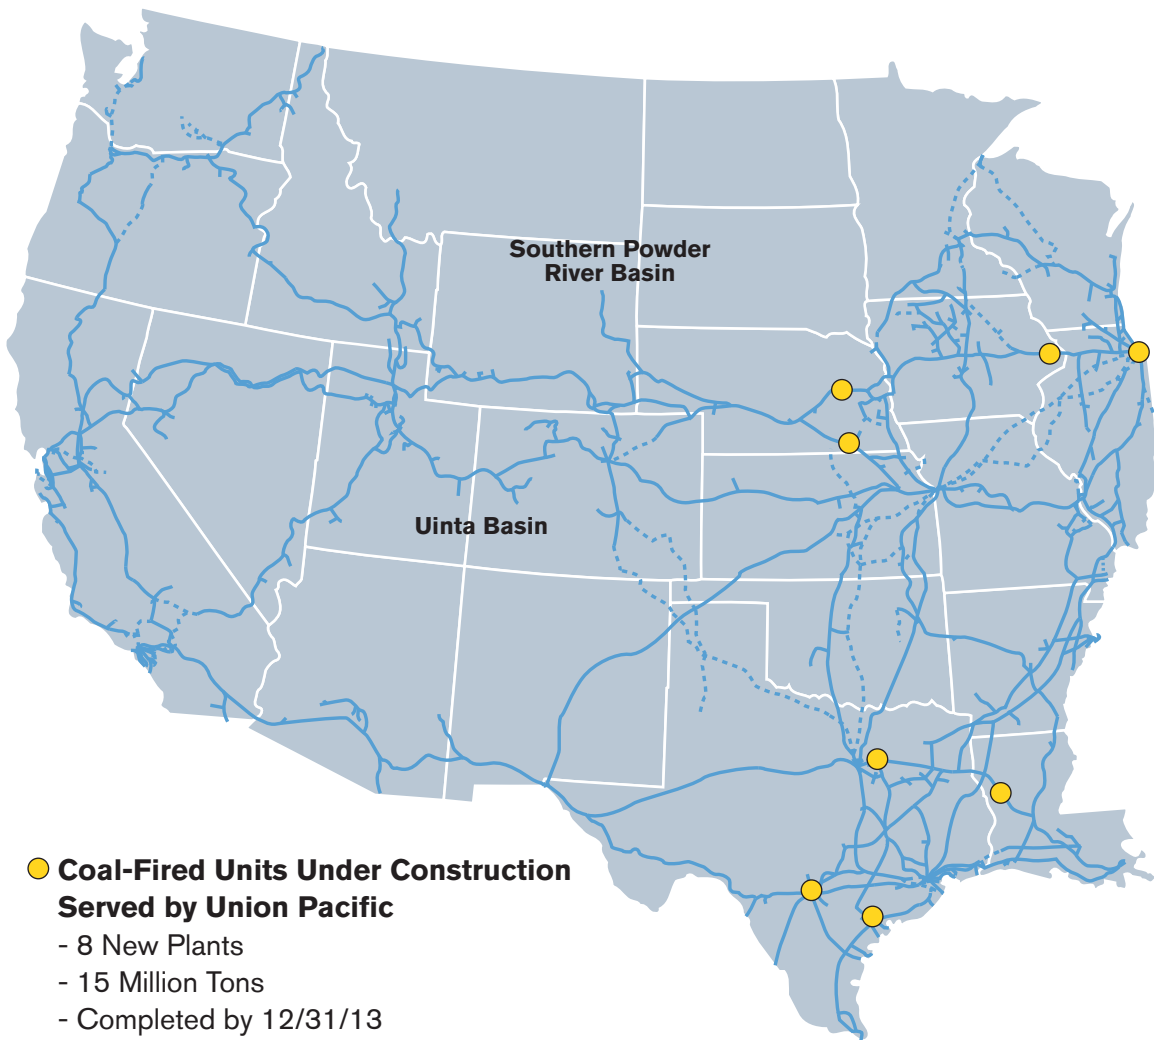 Southern Powder
River Basin
Uinta Basin
Coal-Fired Units Under Construction
Served by Union Pacific
- 8 New Plants
- 15 Million Tons
- Completed by 12/31/13